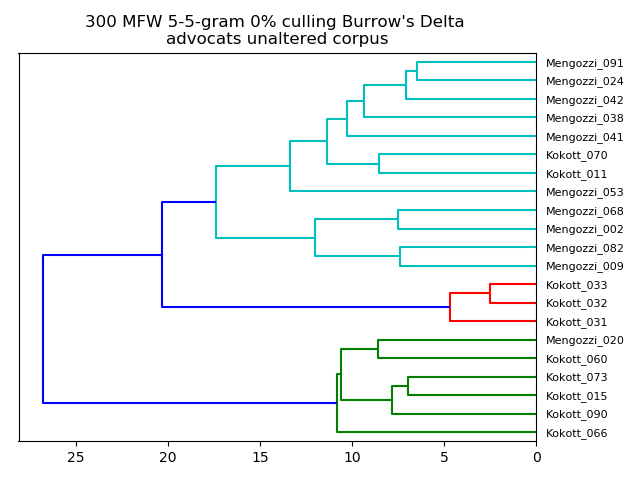 300 MFW 5-5-gram 0% culling Burrow's Delta
advocats unaltered corpus
Mengozzi_091
Mengozzi_024
Mengozzi_042
Mengozzi_038
Mengozzi_041
Kokott_070
Kokott_011
Mengozzi_053
Mengozzi_068
Mengozzi_002
Mengozzi_082
Mengozzi_009
Kokott_033
Kokott_032
Kokott_031
Mengozzi_020
Kokott_060
Kokott_073
Kokott_015
Kokott_090
Kokott_066
25 20 15 10 5 0